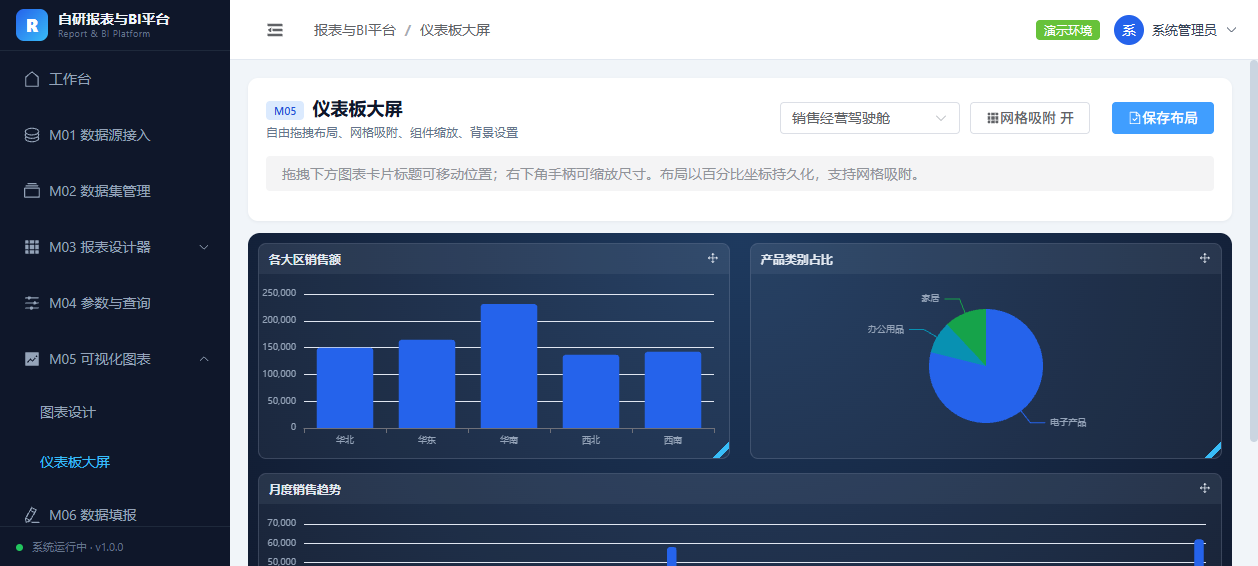 R
自研报表与BI平台
Report & BI Platform
工作台
M01 数据源接入
M02 数据集管理
M03 报表设计器
M04 参数与查询
M05 可视化图表
图表设计
仪表板大屏
M06 数据填报
系统运行中 · v1.0.0
报表与BI平台 / 仪表板大屏
演示环境
系
系统管理员
M05 仪表板大屏
自由拖拽布局、网格吸附、组件缩放、背景设置
销售经营驾驶舱
网格吸附 开
保存布局
拖拽下方图表卡片标题可移动位置；右下角手柄可缩放尺寸。布局以百分比坐标持久化，支持网格吸附。
各大区销售额
250,000
200,000
150,000
100,000
50,000
0
华北 华东 华南 西北 西南
产品类别占比
家居
办公用品
电子产品
月度销售趋势
70,000
60,000
50,000